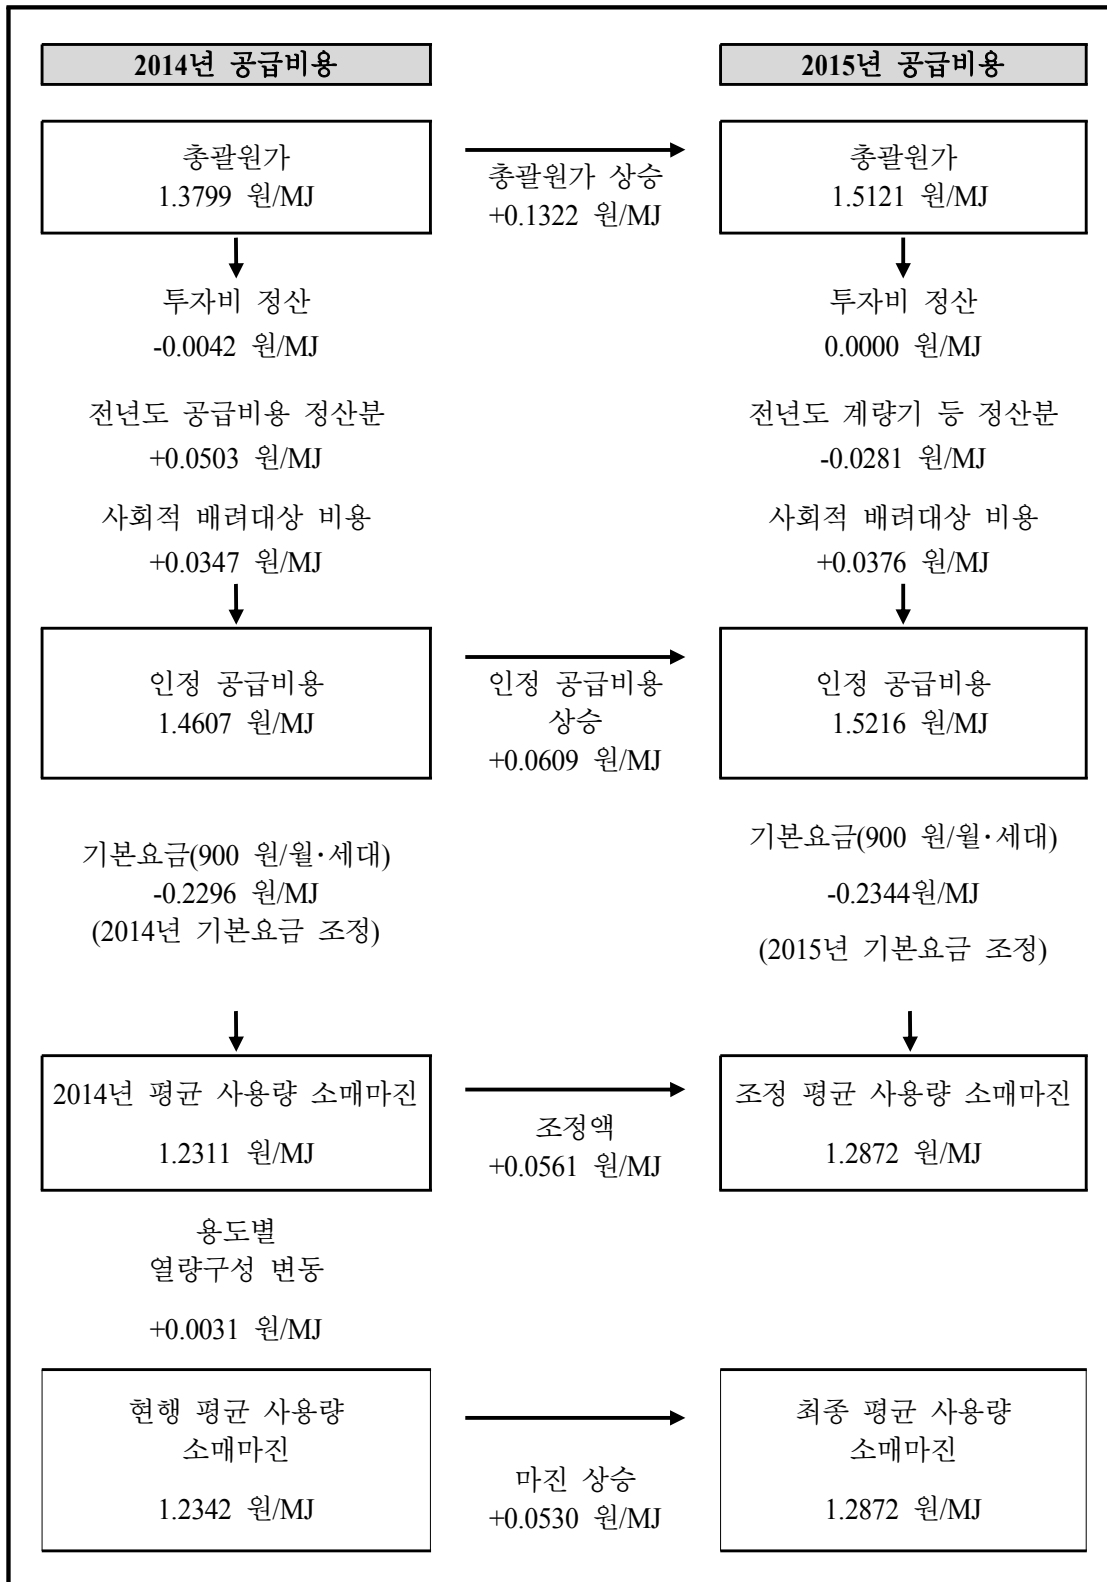 2014년 공급비용
2015년 공급비용
총괄원가
1.3799 원/MJ
총괄원가 상승
+0.1322 원/MJ
총괄원가
1.5121 원/MJ
투자비 정산
-0.0042 원/MJ
전년도 공급비용 정산분
+0.0503 원/MJ
사회적 배려대상 비용
+0.0347 원/MJ
투자비 정산
0.0000 원/MJ
전년도 계량기 등 정산분
-0.0281 원/MJ
사회적 배려대상 비용
+0.0376 원/MJ
인정 공급비용
1.4607 원/MJ
인정 공급비용
상승
+0.0609 원/MJ
인정 공급비용
1.5216 원/MJ
기본요금(900 원/월·세대)
-0.2296 원/MJ
(2014년 기본요금 조정)
기본요금(900 원/월·세대)
-0.2344원/MJ
(2015년 기본요금 조정)
2014년 평균 사용량 소매마진
1.2311 원/MJ
조정액
+0.0561 원/MJ
조정 평균 사용량 소매마진
1.2872 원/MJ
용도별
열량구성 변동
+0.0031 원/MJ
현행 평균 사용량
소매마진
1.2342 원/MJ
마진 상승
+0.0530 원/MJ
최종 평균 사용량
소매마진
1.2872 원/MJ